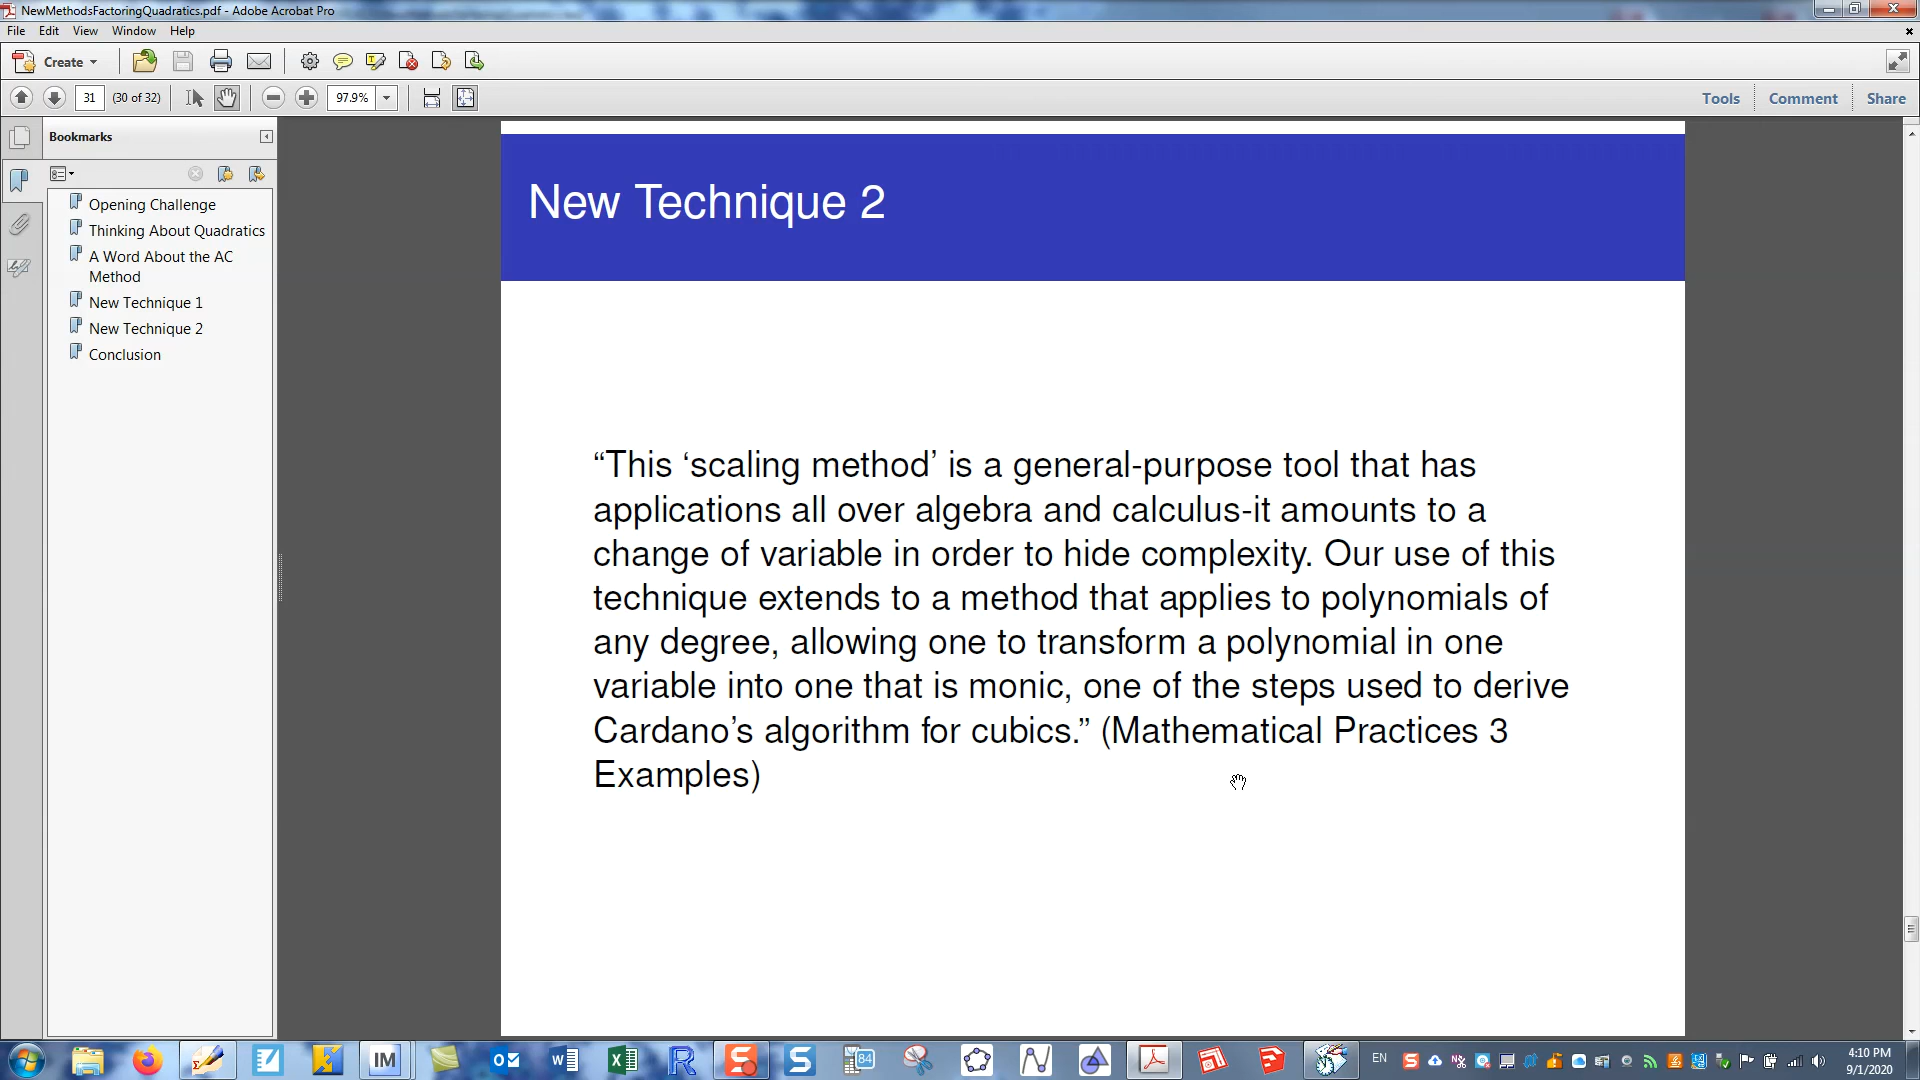 NewMethodsFactoringQuadratics.pdf - Adobe Acrobat Pro
File Edit View Window Help
Create
31 (30 of 32) 97.9% Tools Comment Share
Bookmarks
Opening Challenge
Thinking About Quadratics
A Word About the AC
Method
New Technique 1
New Technique 2
Conclusion
New Technique 2
“This ‘scaling method’ is a general-purpose tool that has
applications all over algebra and calculus-it amounts to a
change of variable in order to hide complexity. Our use of this
technique extends to a method that applies to polynomials of
any degree, allowing one to transform a polynomial in one
variable into one that is monic, one of the steps used to derive
Cardano’s algorithm for cubics.” (Mathematical Practices 3
Examples)
IM
84
EN
4:10 PM
9/1/2020